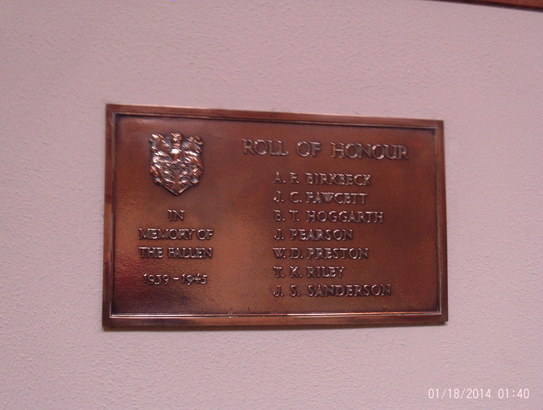 ROLL OF HONOUR
IN
MEMORY OF
THE FALLEN
1939-1945
A. F. BIRKBECK
J. C. FAWCETT
E. T. HOGGARTH
J. PEARSON
W. D. PRESTON
T. K. RILEY
J. S. SANDERSON
01/18/2014 01:40